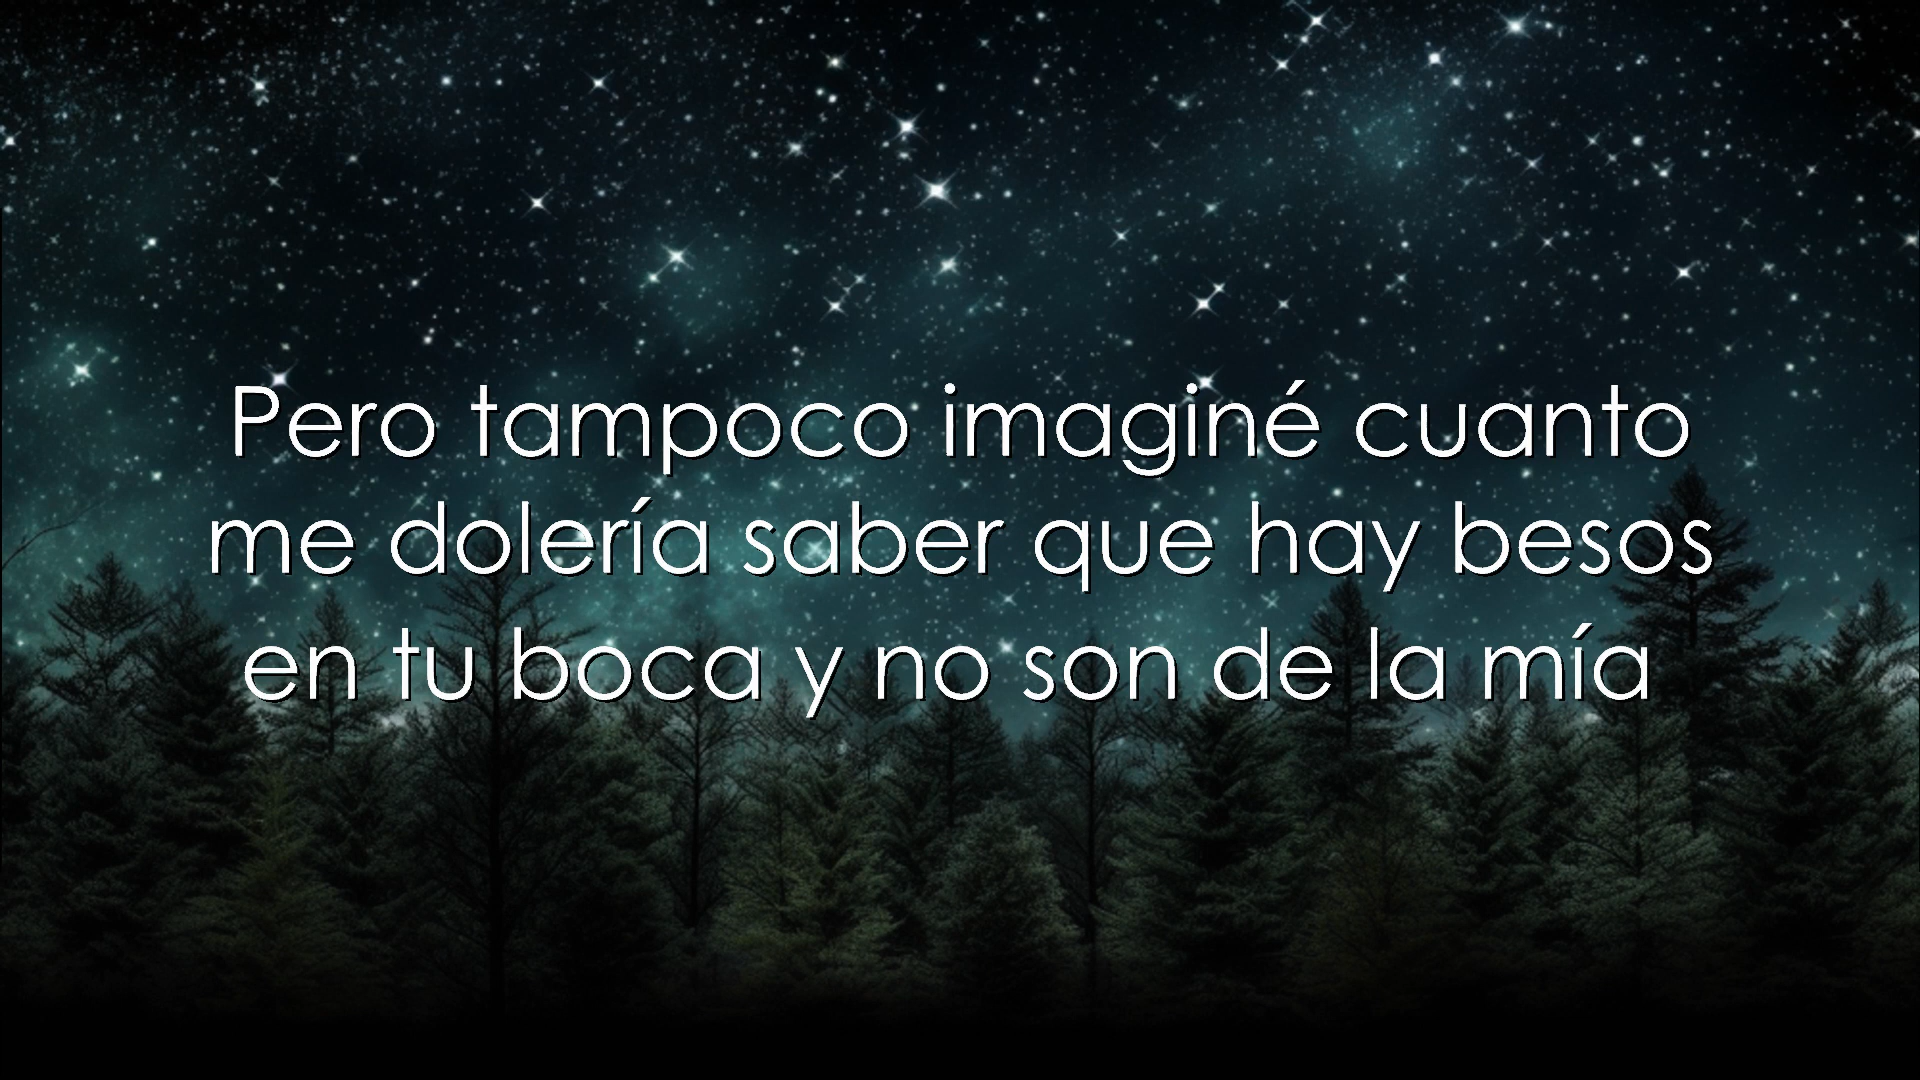 Pero tampoco imaginé cuanto
me dolería saber que hay besos
en tu boca y no son de la mía